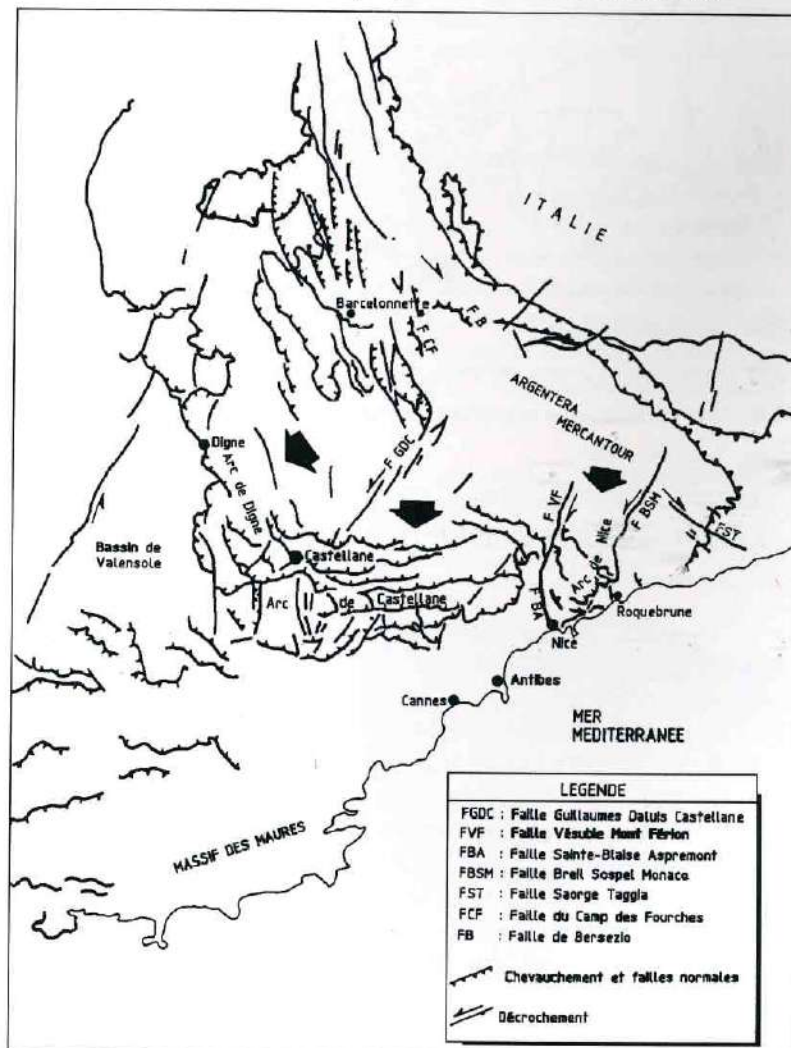 ITALIE
Barcelonnette
F B
F CF
ARGENTERA
MERCANTOUR
Digne
F GDC
Arc de Digne
F VF
F BSM
Arc de Nice
FST
Bassin de
Valensole
Castellane
Arc de Castellane
F BA
Roquebrune
Nice
Antibes
Cannes
MER
MEDITERRANEE
MASSIF DES MAURES
LEGENDE
FGDC : Faille Guillaumes Daluis Castellane
FVF : Faille Vésubie Mont Férion
FBA : Faille Sainte-Blaise Aspremont
FBSM : Faille Breil Sospel Monaco
FST : Faille Saorge Taggia
FCF : Faille du Camp des Fourches
FB : Faille de Bersezio
Chevauchement et failles normales
Décrochement